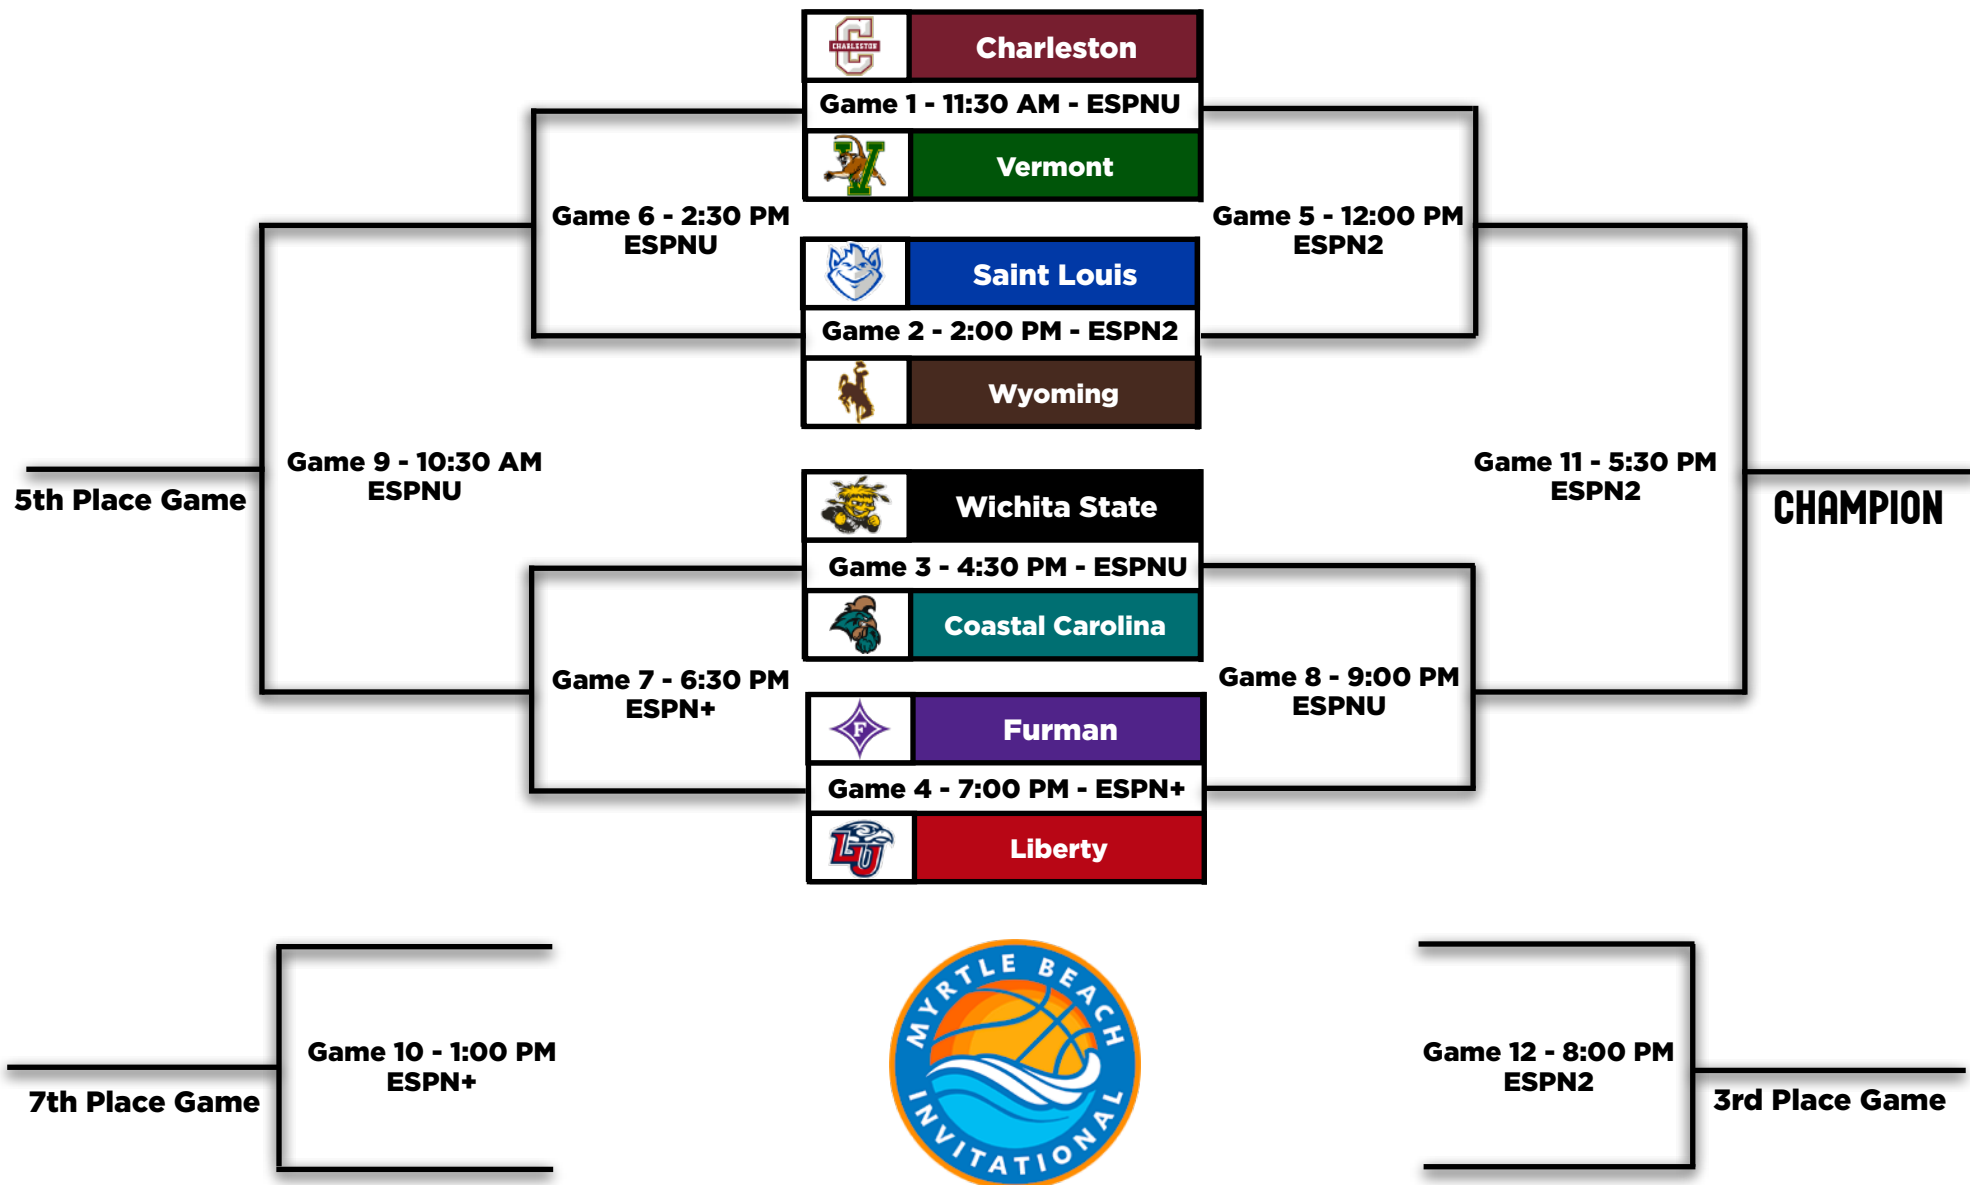 Charleston
CHARLESTON
Game 1 - 11:30 AM - ESPNU
V
Vermont
Game 6 - 2:30 PM
ESPNU
Game 5 - 12:00 PM
ESPN2
Saint Louis
Game 2 - 2:00 PM - ESPN2
Wyoming
Game 9 - 10:30 AM
ESPNU
5th Place Game
Game 11 - 5:30 PM
ESPN2
CHAMPION
Wichita State
Game 3 - 4:30 PM - ESPNU
Coastal Carolina
Game 7 - 6:30 PM
ESPN+
Game 8 - 9:00 PM
ESPNU
F
Furman
Game 4 - 7:00 PM - ESPN+
LU
Liberty
Game 10 - 1:00 PM
ESPN+
7th Place Game
MYRTLE BEACH
INVITATIONAL
Game 12 - 8:00 PM
ESPN2
3rd Place Game